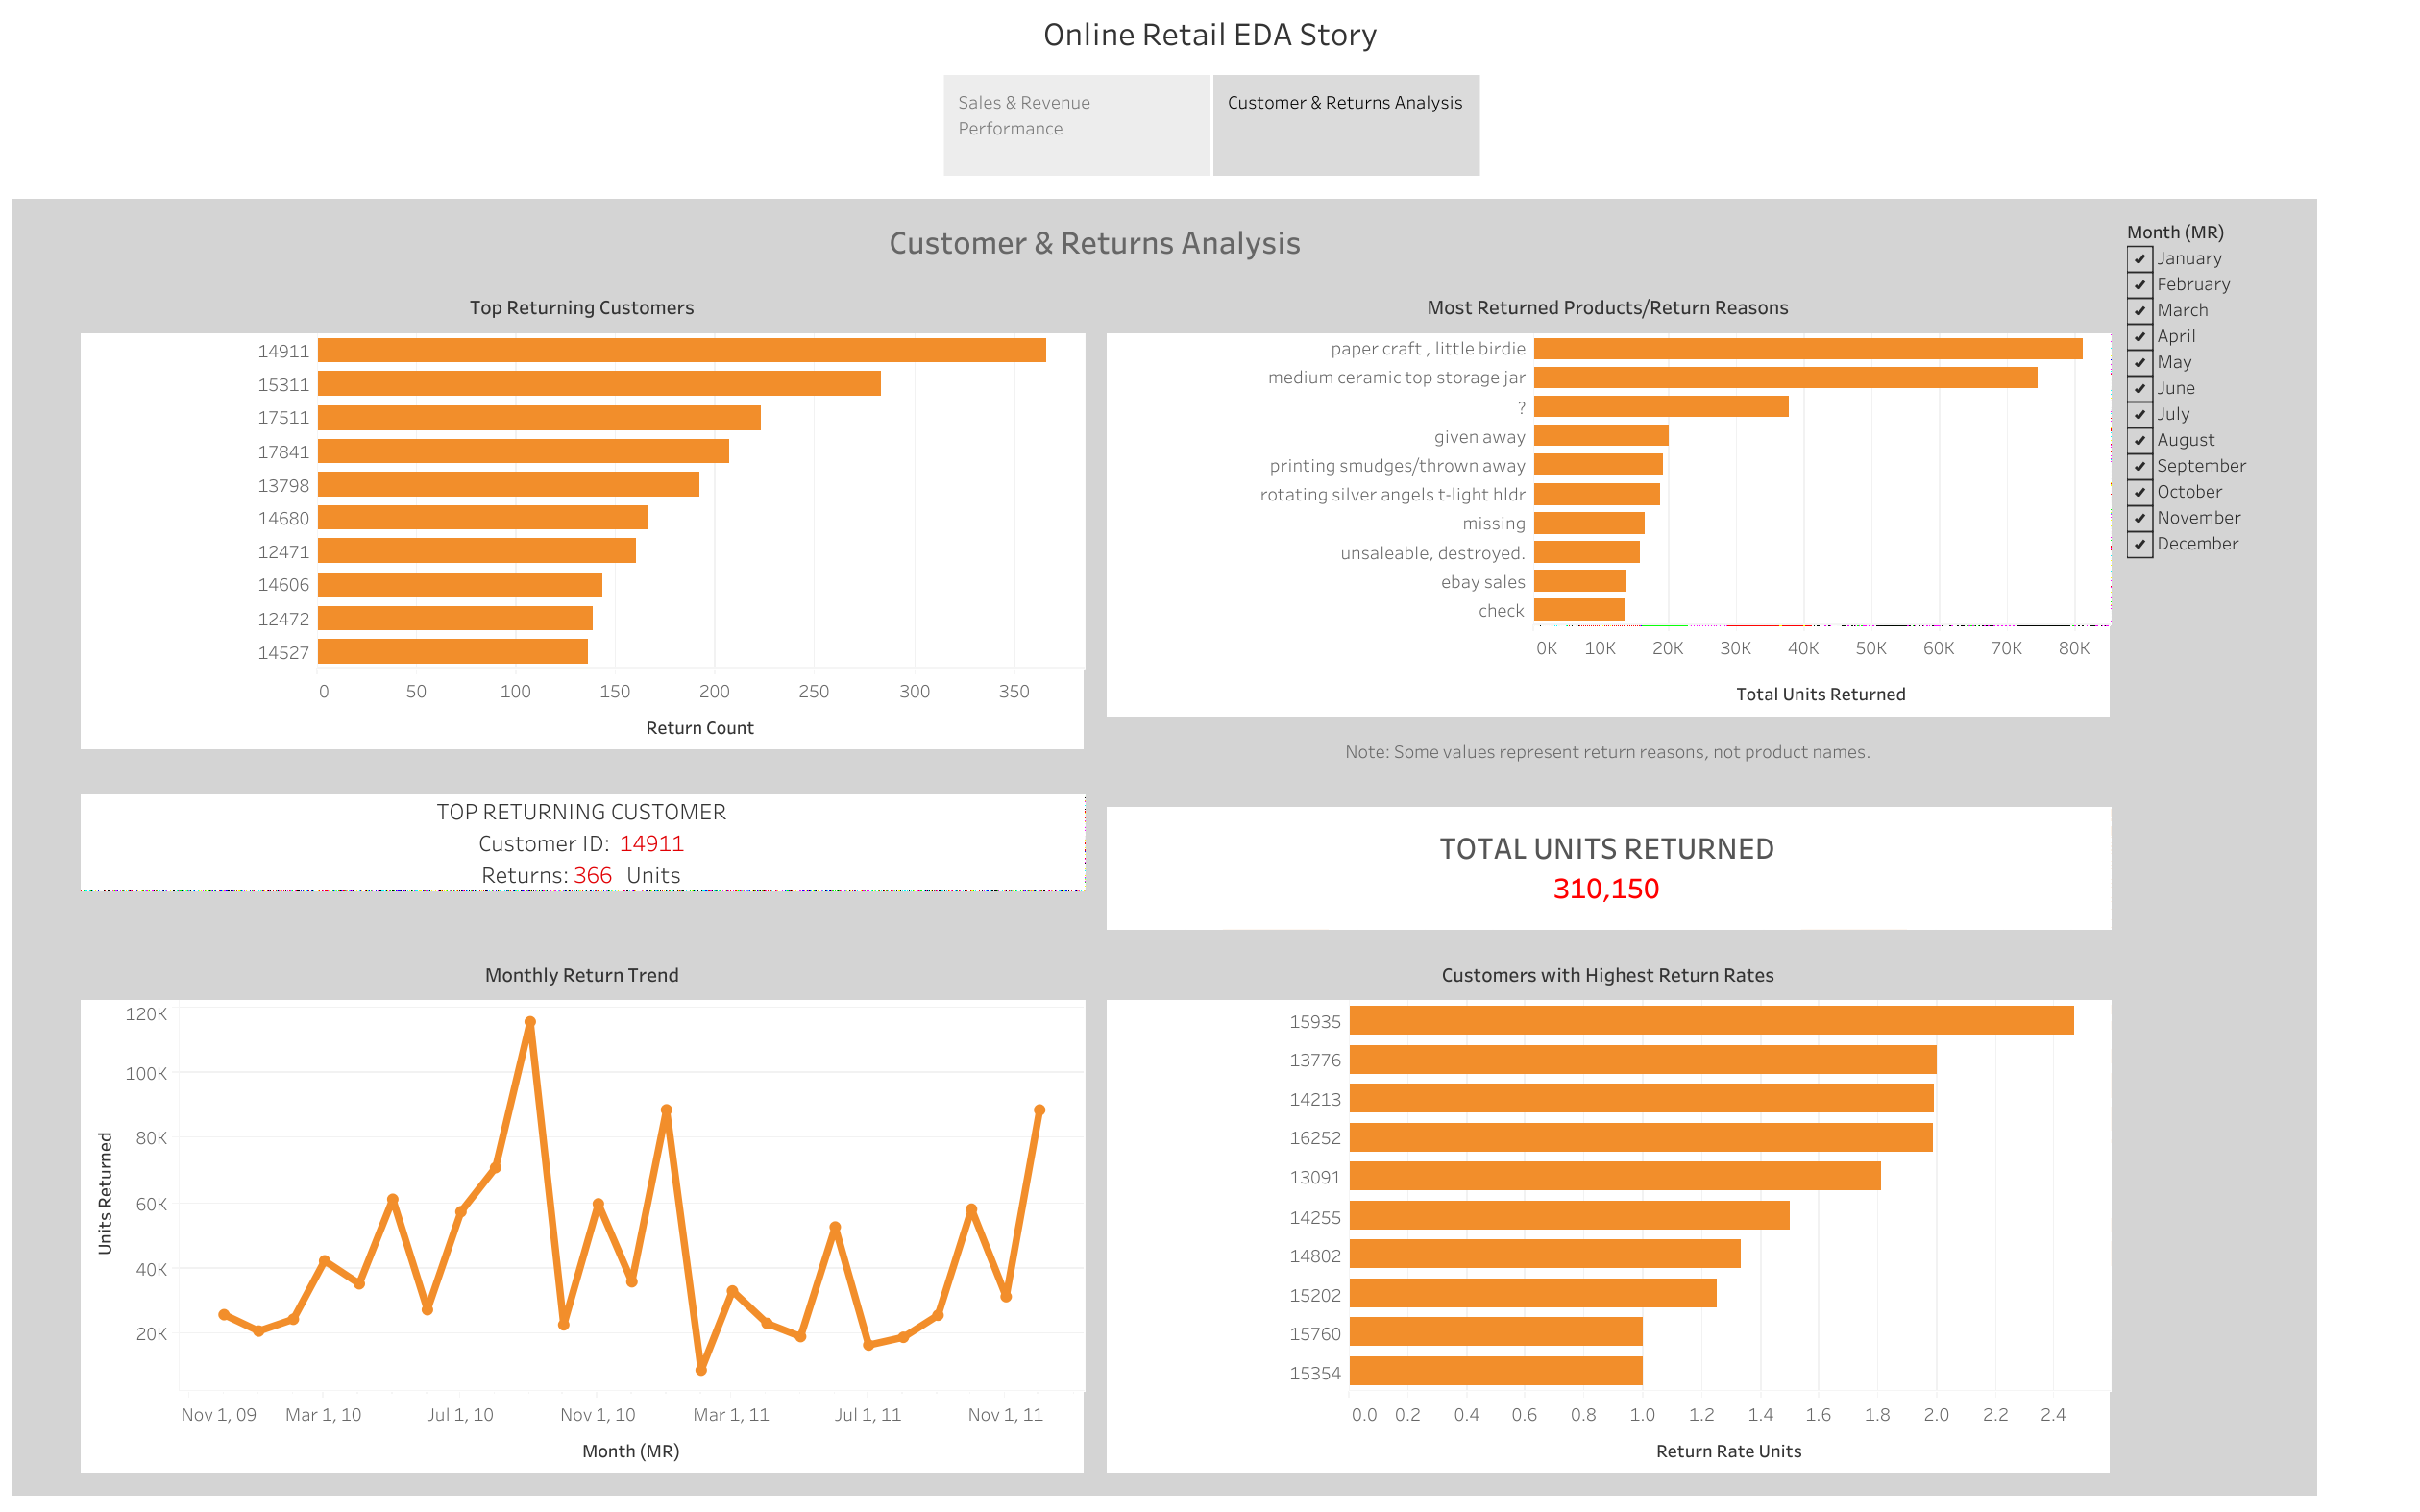 Online Retail EDA Story
Sales & Revenue
Performance
Customer & Returns Analysis
Customer & Returns Analysis
Month (MR)
January
February
March
April
May
June
July
August
September
October
November
December
Top Returning Customers
14911
15311
17511
17841
13798
14680
12471
14606
12472
14527
0 50 100 150 200 250 300 350
Return Count
Most Returned Products/Return Reasons
paper craft , little birdie
medium ceramic top storage jar
?
given away
printing smudges/thrown away
rotating silver angels t-light hldr
missing
unsaleable, destroyed.
ebay sales
check
0K 10K 20K 30K 40K 50K 60K 70K 80K
Total Units Returned
Note: Some values represent return reasons, not product names.
TOP RETURNING CUSTOMER
Customer ID: 14911
Returns: 366 Units
TOTAL UNITS RETURNED
310,150
Monthly Return Trend
120K
100K
80K
60K
40K
20K
Units Returned
Nov 1, 09 Mar 1, 10 Jul 1, 10 Nov 1, 10 Mar 1, 11 Jul 1, 11 Nov 1, 11
Month (MR)
Customers with Highest Return Rates
15935
13776
14213
16252
13091
14255
14802
15202
15760
15354
0.0 0.2 0.4 0.6 0.8 1.0 1.2 1.4 1.6 1.8 2.0 2.2 2.4
Return Rate Units